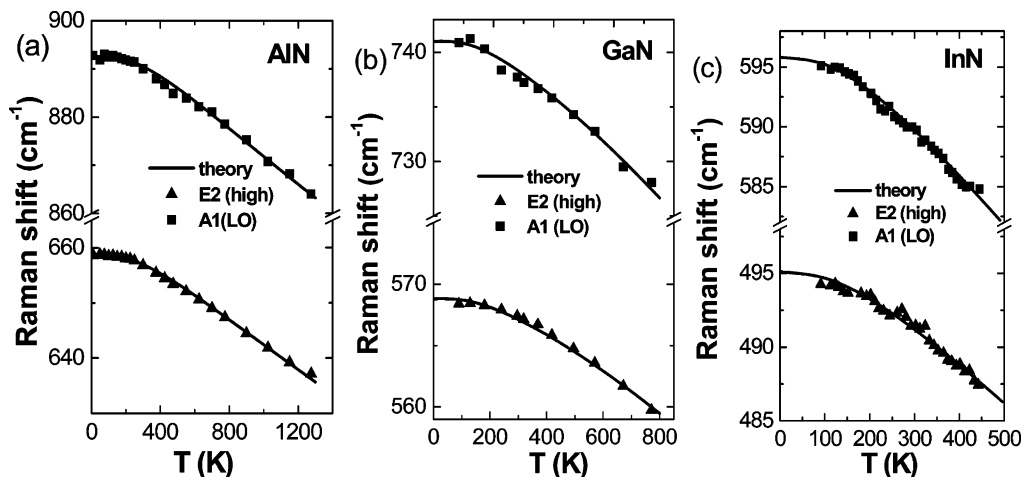 (a)
AlN
Raman shift (cm-1)
900
890
880
870
860
660
640
theory
E2 (high)
A1(LO)
0 400 800 1200
T (K)
(b)
GaN
Raman shift (cm-1)
741
730
570
560
theory
E2 (high)
A1 (LO)
0 200 400 600 800
T (K)
(c)
InN
Raman shift (cm-1)
595
590
585
495
490
485
theory
E2 (high)
A1 (LO)
0 100 200 300 400 500
T (K)